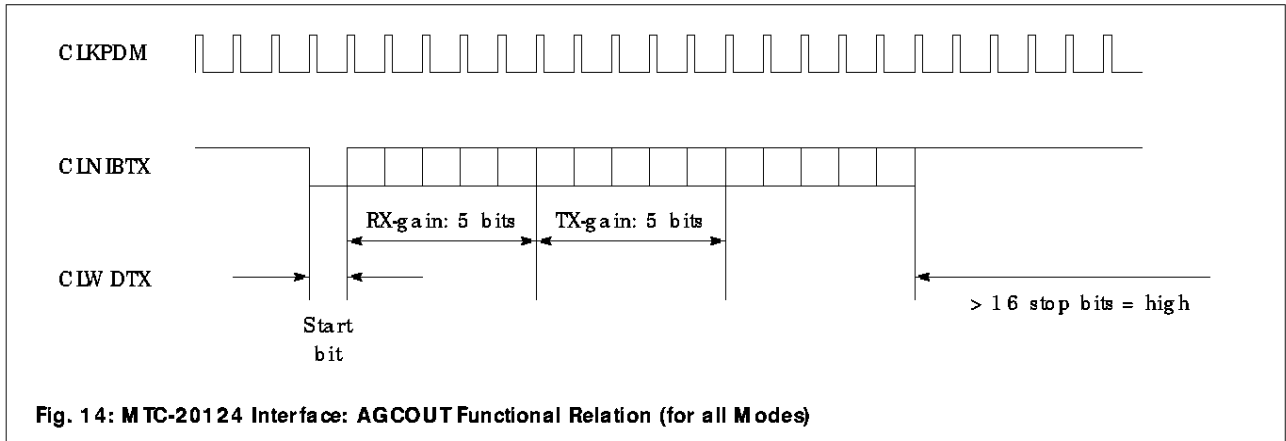 CLKPDM
CLNIBTX
RX-gain: 5 bits
TX-gain: 5 bits
CLWDTX
> 16 stop bits = high
Start
bit
Fig. 14: MTC-20124 Interface: AGCOUT Functional Relation (for all Modes)